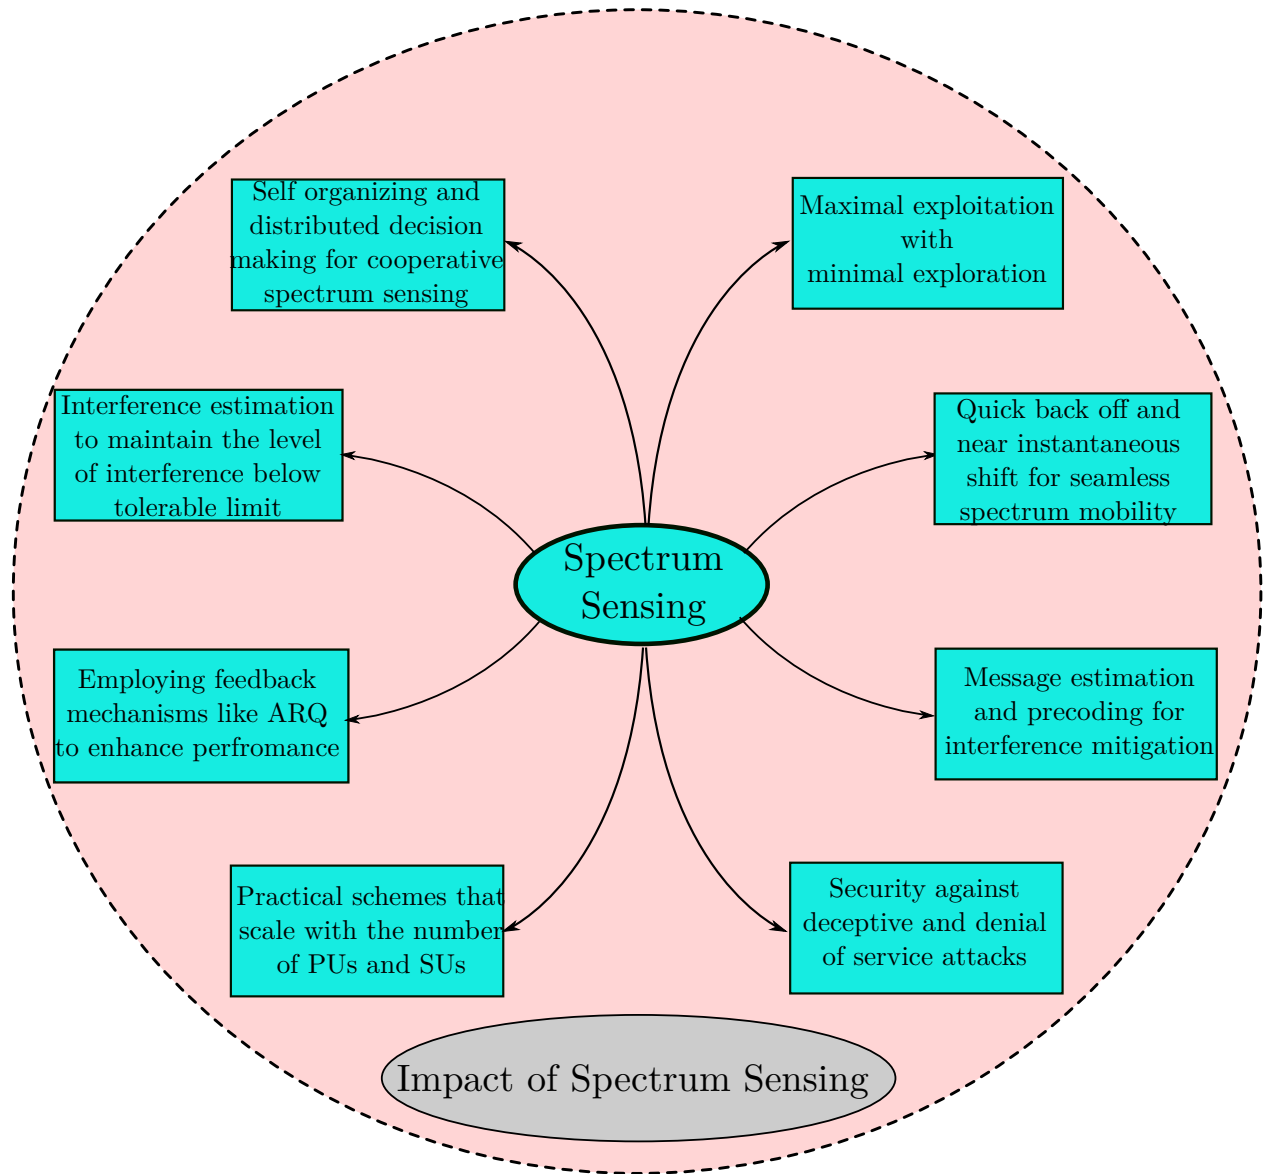 Self organizing and
distributed decision
making for cooperative
spectrum sensing
Maximal exploitation
with
minimal exploration
Interference estimation
to maintain the level
of interference below
tolerable limit
Quick back off and
near instantaneous
shift for seamless
spectrum mobility
Spectrum
Sensing
Employing feedback
mechanisms like ARQ
to enhance perfromance
Message estimation
and precoding for
interference mitigation
Practical schemes that
scale with the number
of PUs and SUs
Security against
deceptive and denial
of service attacks
Impact of Spectrum Sensing